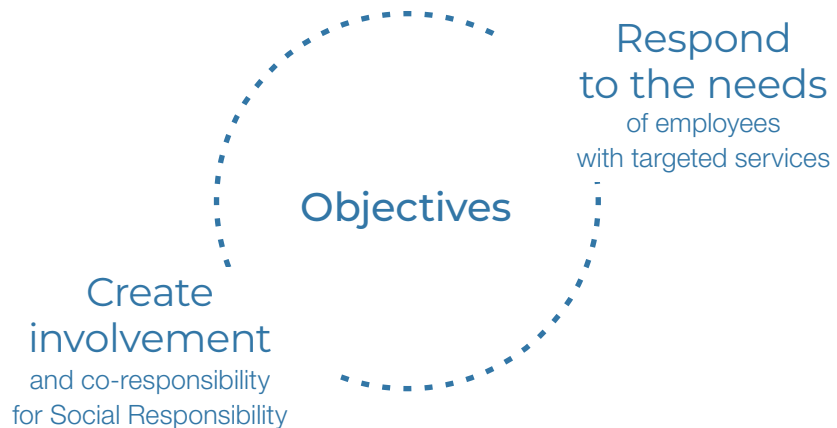 Respond
to the needs
of employees
with targeted services
Objectives
Create
involvement
and co-responsibility
for Social Responsibility